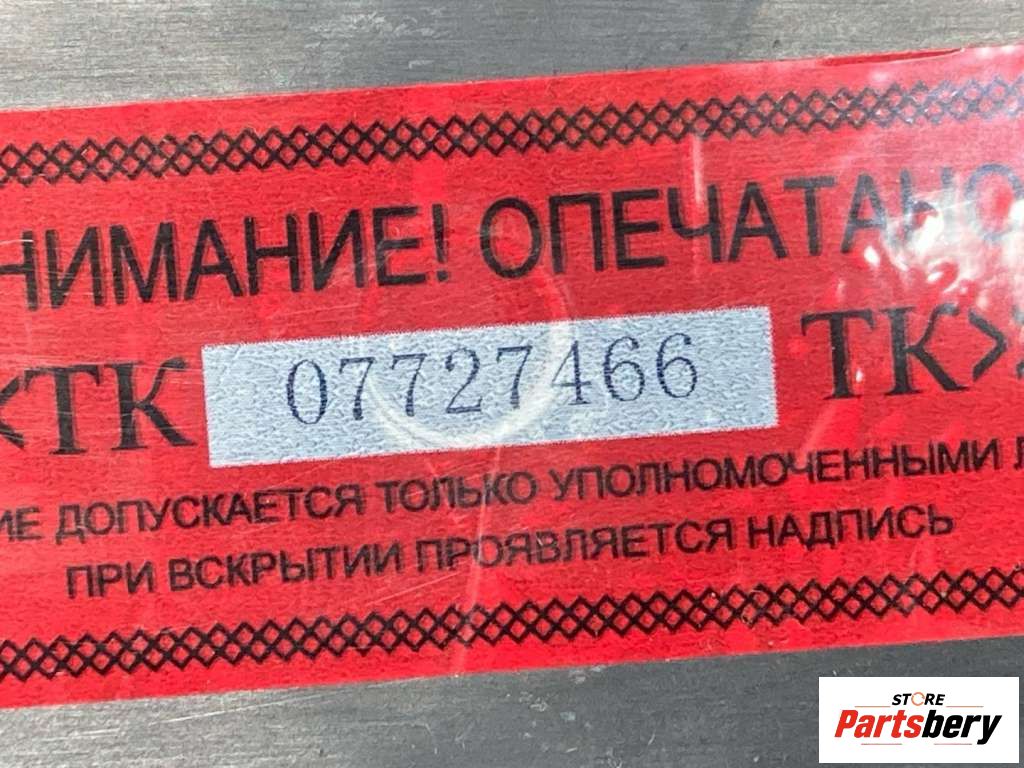 НИМАНИЕ! ОПЕЧАТАНО
<ТК 07727466 ТК>
ИЕ ДОПУСКАЕТСЯ ТОЛЬКО УПОЛНОМОЧЕННЫМИ Л
ПРИ ВСКРЫТИИ ПРОЯВЛЯЕТСЯ НАДПИСЬ
STORE
Partsbery